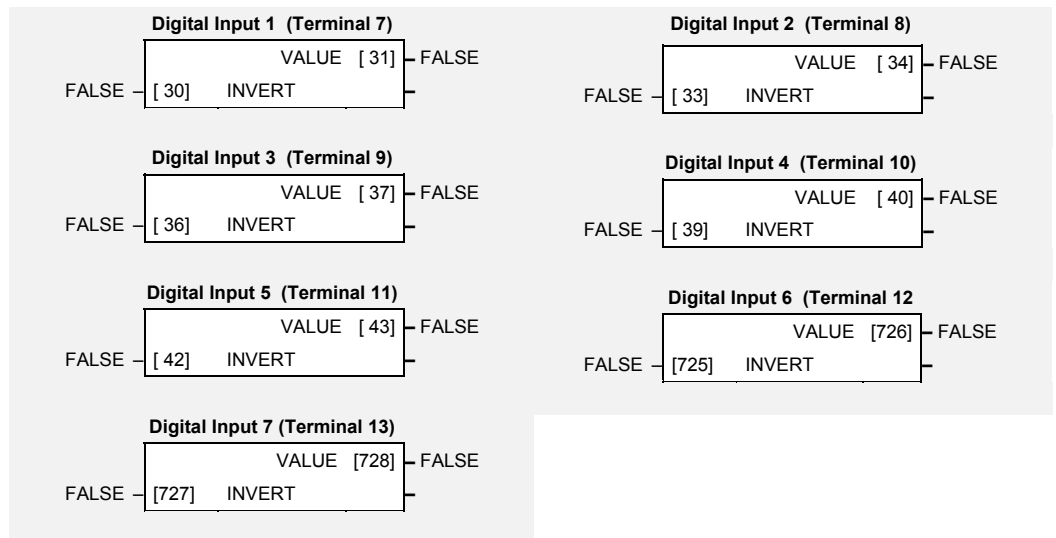 Digital Input 1 (Terminal 7)
VALUE [ 31] – FALSE
FALSE – [ 30] INVERT –
Digital Input 2 (Terminal 8)
VALUE [ 34] – FALSE
FALSE – [ 33] INVERT –
Digital Input 3 (Terminal 9)
VALUE [ 37] – FALSE
FALSE – [ 36] INVERT –
Digital Input 4 (Terminal 10)
VALUE [ 40] – FALSE
FALSE – [ 39] INVERT –
Digital Input 5 (Terminal 11)
VALUE [ 43] – FALSE
FALSE – [ 42] INVERT –
Digital Input 6 (Terminal 12
VALUE [726] – FALSE
FALSE – [725] INVERT –
Digital Input 7 (Terminal 13)
VALUE [728] – FALSE
FALSE – [727] INVERT –